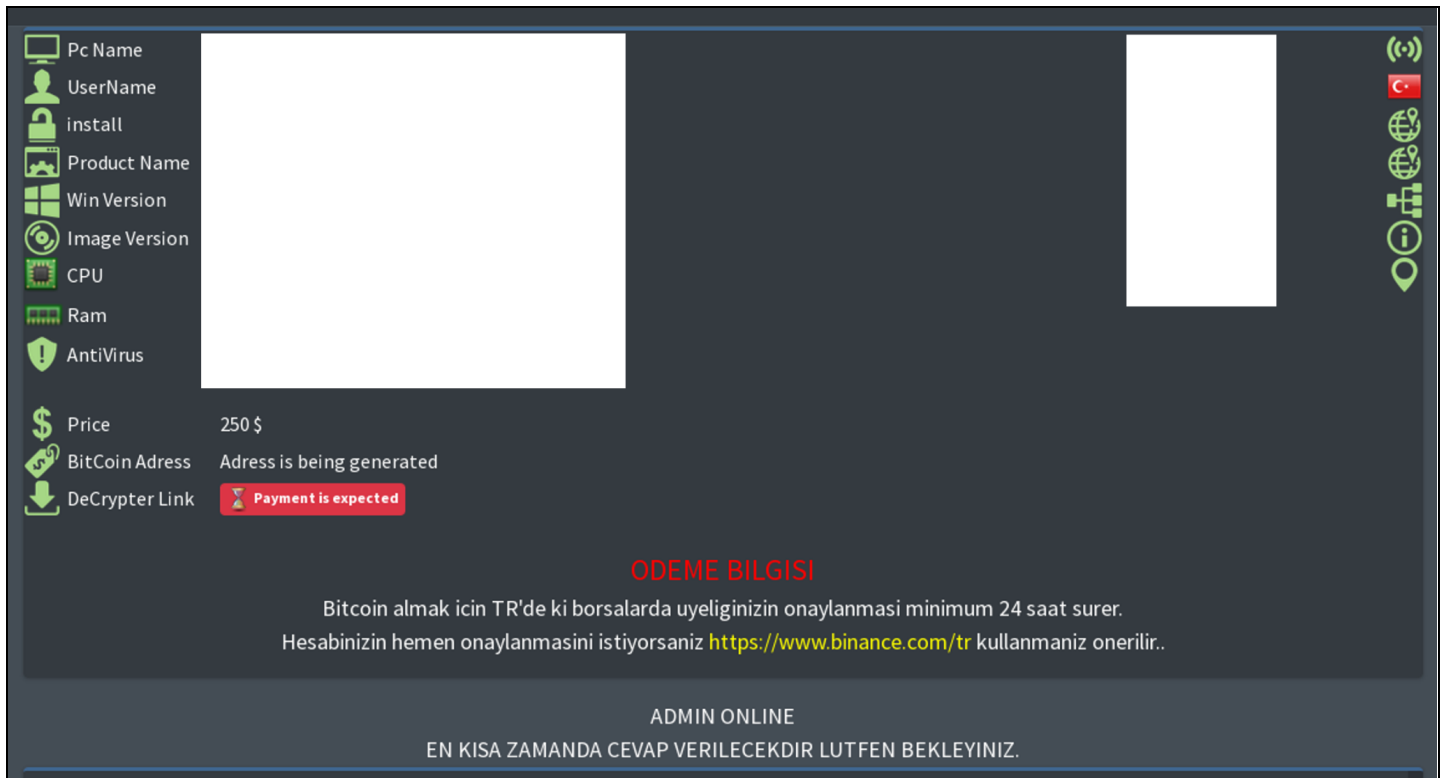 Pc Name
UserName
install
Product Name
Win Version
Image Version
CPU
Ram
AntiVirus
Price 250 $
BitCoin Adress Adress is being generated
DeCrypter Link Payment is expected
ODEME BILGISI
Bitcoin almak icin TR'de ki borsalarda uyeliginizin onaylanmasi minimum 24 saat surer.
Hesabinizin hemen onaylanmasini istiyorsaniz https://www.binance.com/tr kullanmaniz onerilir..
ADMIN ONLINE
EN KISA ZAMANDA CEVAP VERILECEKDIR LUTFEN BEKLEYINIZ.